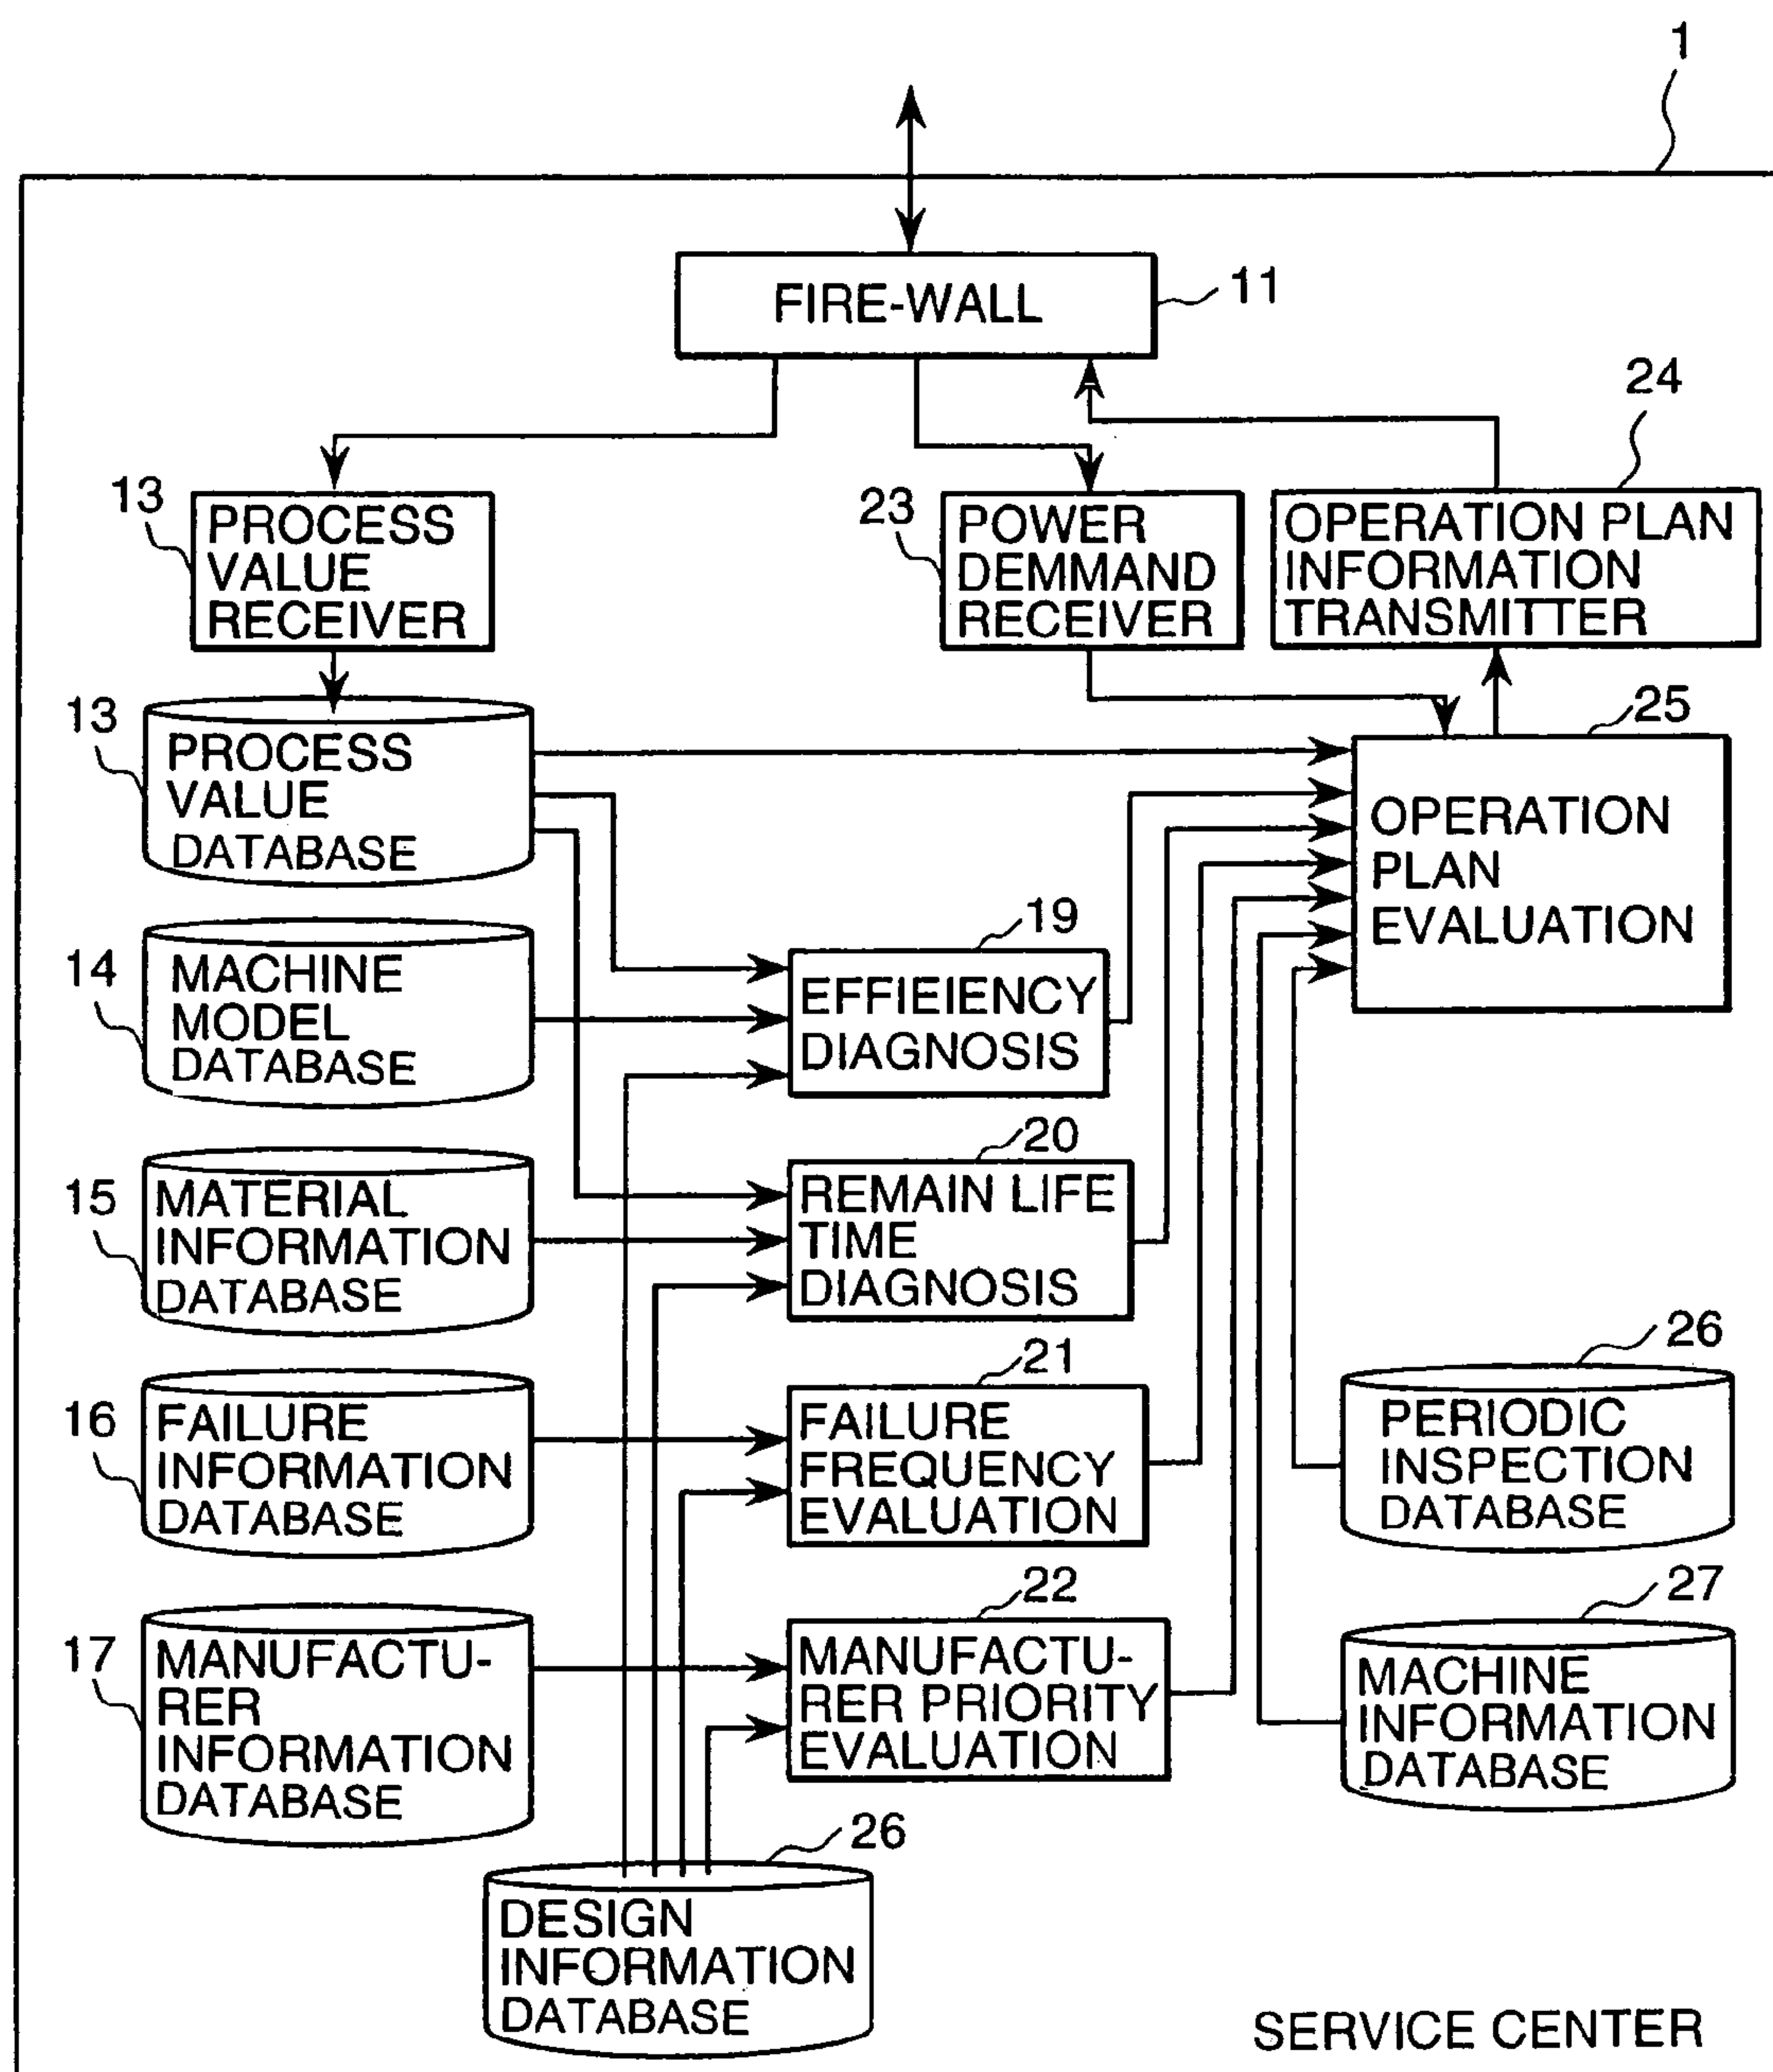 1
FIRE-WALL
11
24
13
PROCESS
VALUE
RECEIVER
23
POWER
DEMMAND
RECEIVER
OPERATION PLAN
INFORMATION
TRANSMITTER
13
PROCESS
VALUE
DATABASE
25
OPERATION
PLAN
EVALUATION
14
MACHINE
MODEL
DATABASE
19
EFFIEIENCY
DIAGNOSIS
15
MATERIAL
INFORMATION
DATABASE
20
REMAIN LIFE
TIME
DIAGNOSIS
16
FAILURE
INFORMATION
DATABASE
21
FAILURE
FREQUENCY
EVALUATION
26
PERIODIC
INSPECTION
DATABASE
17
MANUFACTU-
RER
INFORMATION
DATABASE
22
MANUFACTU-
RER PRIORITY
EVALUATION
27
MACHINE
INFORMATION
DATABASE
26
DESIGN
INFORMATION
DATABASE
SERVICE CENTER